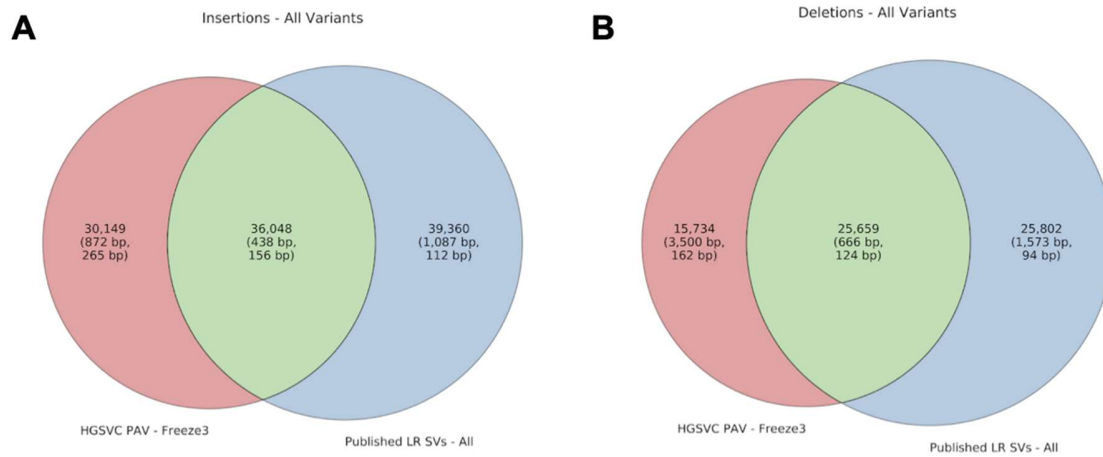 A
Insertions - All Variants
30,149
(872 bp,
265 bp)
36,048
(438 bp,
156 bp)
39,360
(1,087 bp,
112 bp)
HGSVC PAV - Freeze3
Published LR SVs - All
B
Deletions - All Variants
15,734
(3,500 bp,
162 bp)
25,659
(666 bp,
124 bp)
25,802
(1,573 bp,
94 bp)
HGSVC PAV - Freeze3
Published LR SVs - All